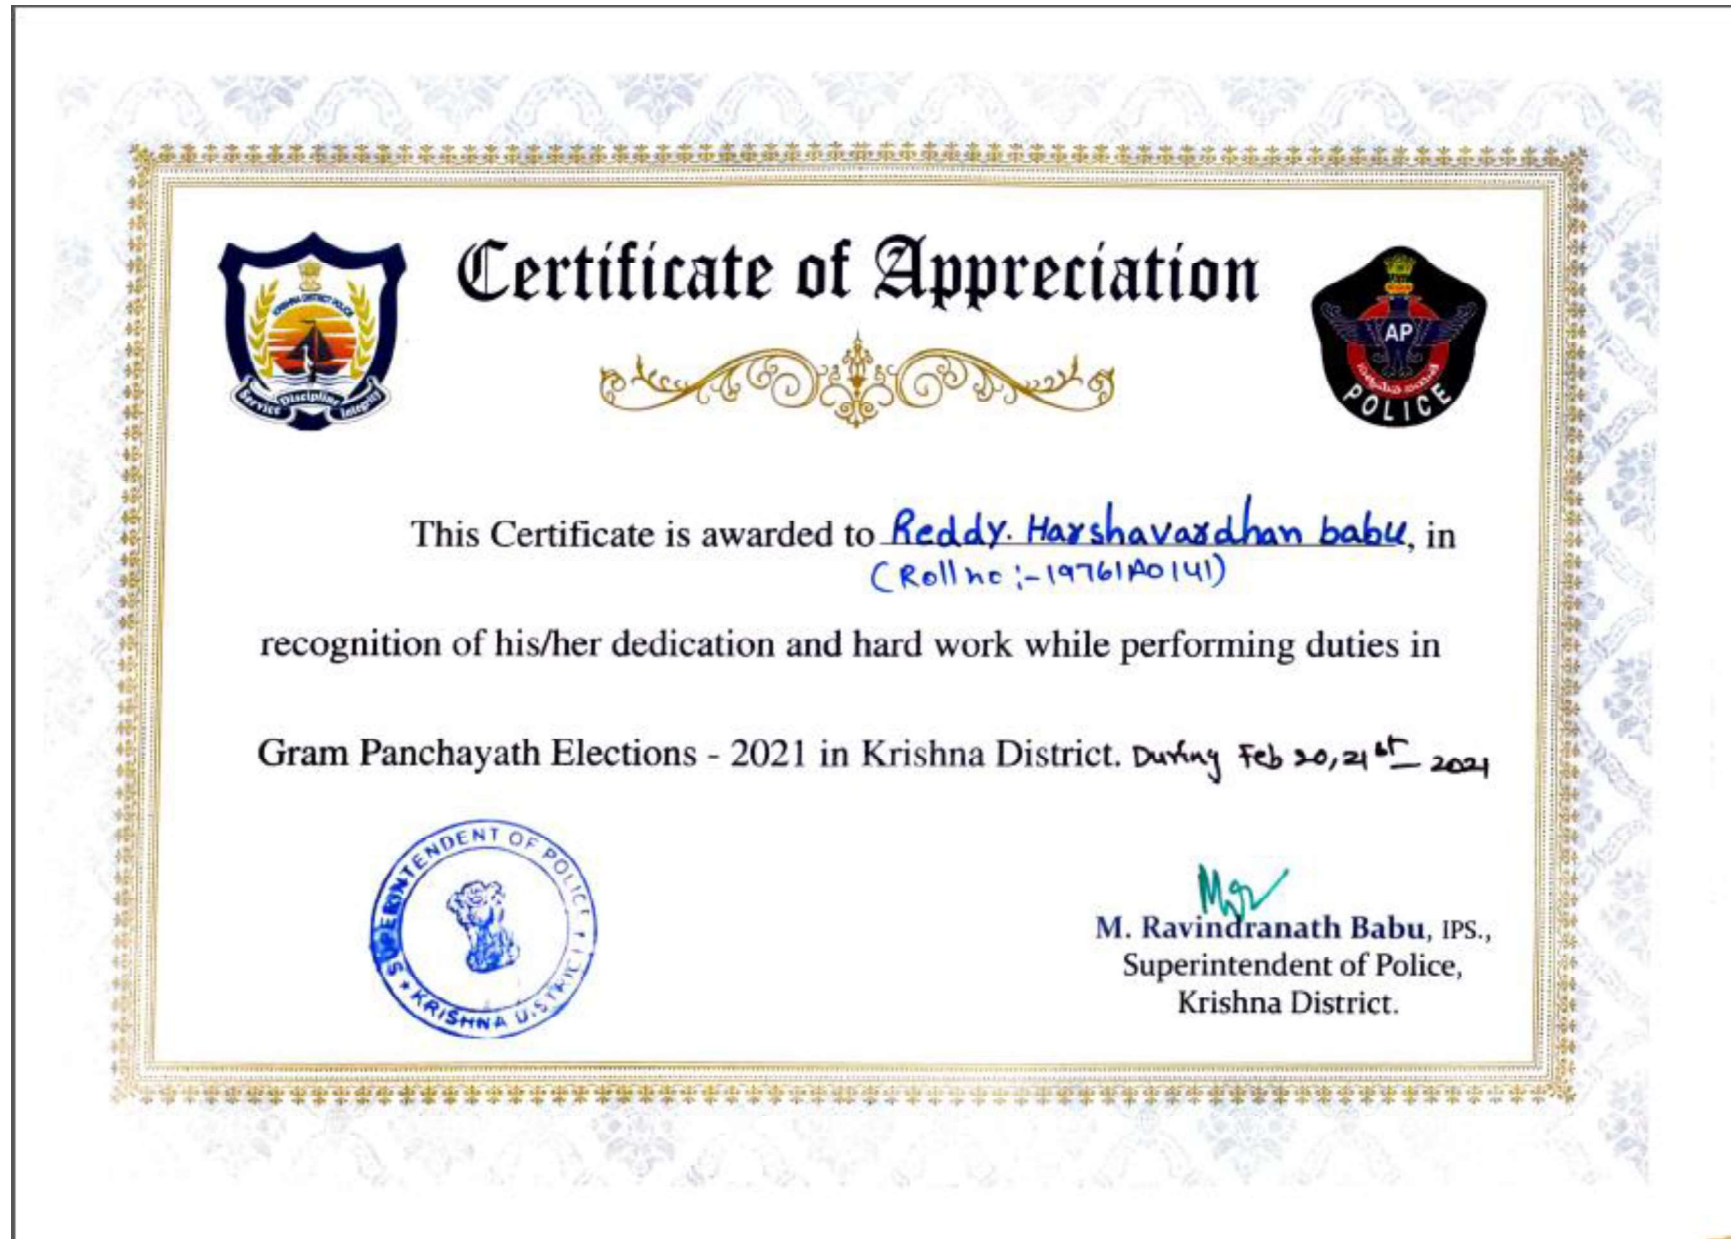 Certificate of Appreciation
KRISHNA DISTRICT POLICE
Service Discipline Integrity
AP
POLICE
This Certificate is awarded to Reddy. Harshavardhan babu, in
(Roll no :- 19761A0141)
recognition of his/her dedication and hard work while performing duties in
Gram Panchayath Elections - 2021 in Krishna District. During Feb 20, 21st 2021
SUPERINTENDENT OF POLICE
KRISHNA DISTRICT
M. Ravindranath Babu, IPS.,
Superintendent of Police,
Krishna District.